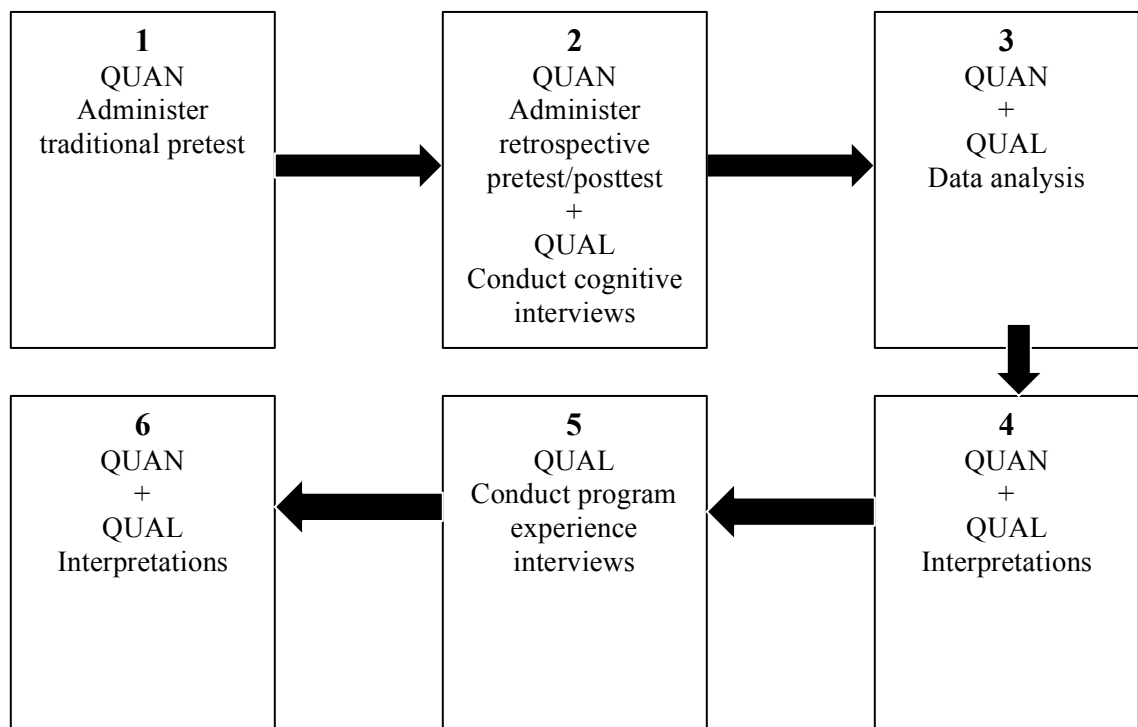 1
QUAN
Administer
traditional pretest
2
QUAN
Administer
retrospective
pretest/posttest
+
QUAL
Conduct cognitive
interviews
3
QUAN
+
QUAL
Data analysis
4
QUAN
+
QUAL
Interpretations
5
QUAL
Conduct program
experience
interviews
6
QUAN
+
QUAL
Interpretations